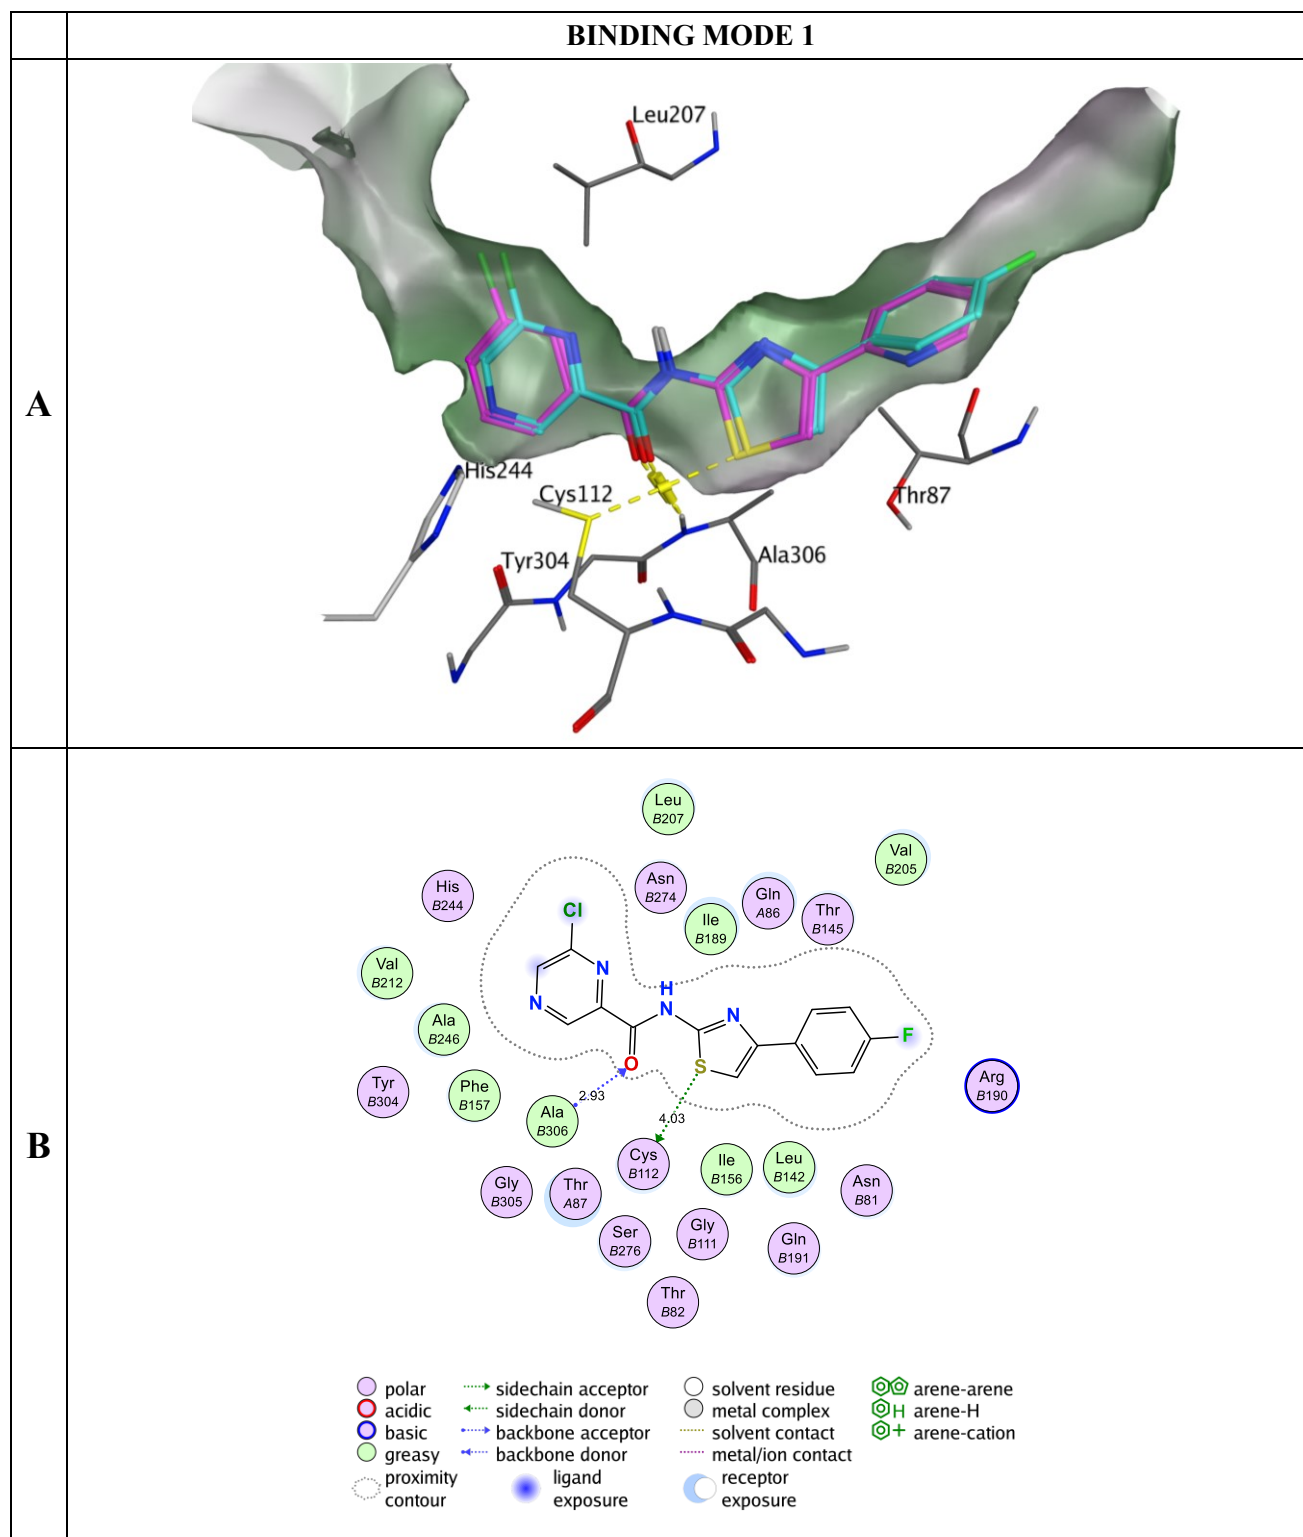 BINDING MODE 1
A
Leu207
His244
Cys112
Thr87
Tyr304
Ala306
B
Leu
B207
Val
B205
His
B244
Asn
B274
Gln
A86
Thr
B145
Ile
B189
Cl
Val
B212
N
N
H
N
N
F
Ala
B246
O
S
Tyr
B304
Phe
B157
Arg
B190
2.93
4.03
Ala
B306
Cys
B112
Ile
B156
Leu
B142
Asn
B81
Gly
B305
Thr
A87
Ser
B276
Gly
B111
Gln
B191
Thr
B82
polar
sidechain acceptor
solvent residue
arene-arene
acidic
sidechain donor
metal complex
H arene-H
basic
backbone acceptor
solvent contact
+ arene-cation
greasy
backbone donor
metal/ion contact
proximity
contour
ligand
exposure
receptor
exposure